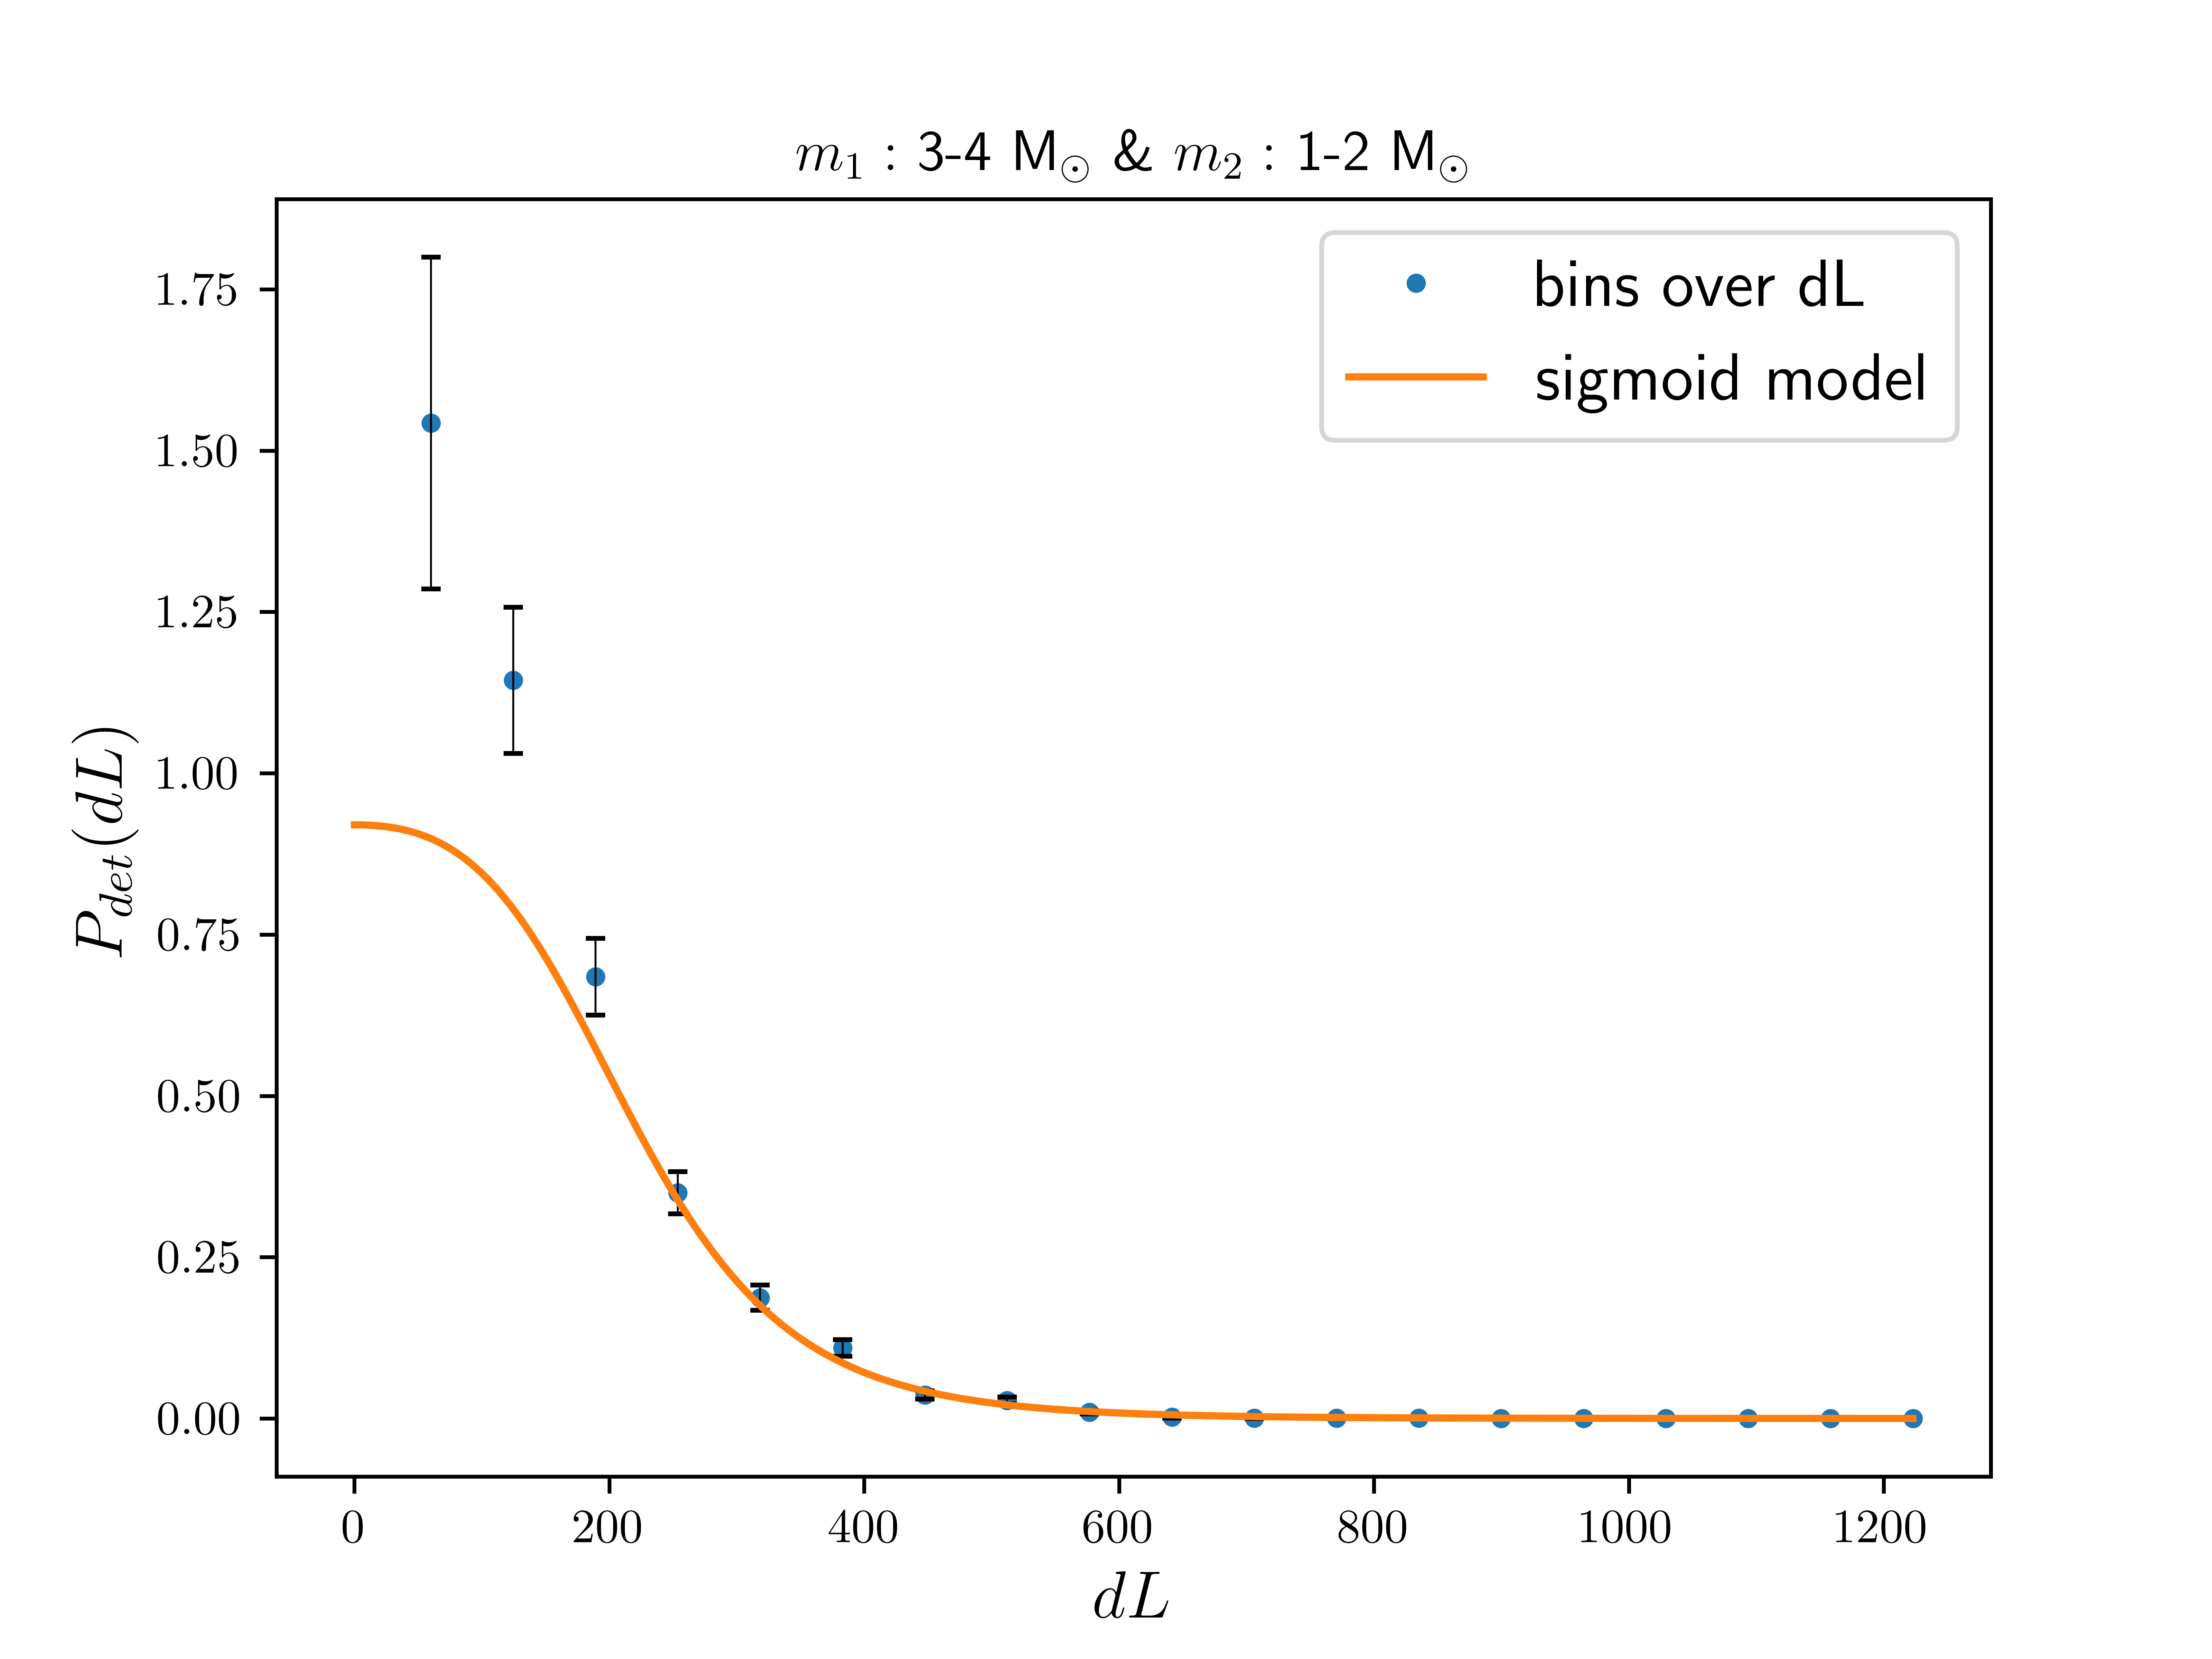 m₁ : 3-4 M⊙ & m₂ : 1-2 M⊙
bins over dL
sigmoid model
P_det(dL)
1.75
1.50
1.25
1.00
0.75
0.50
0.25
0.00
0 200 400 600 800 1000 1200
dL